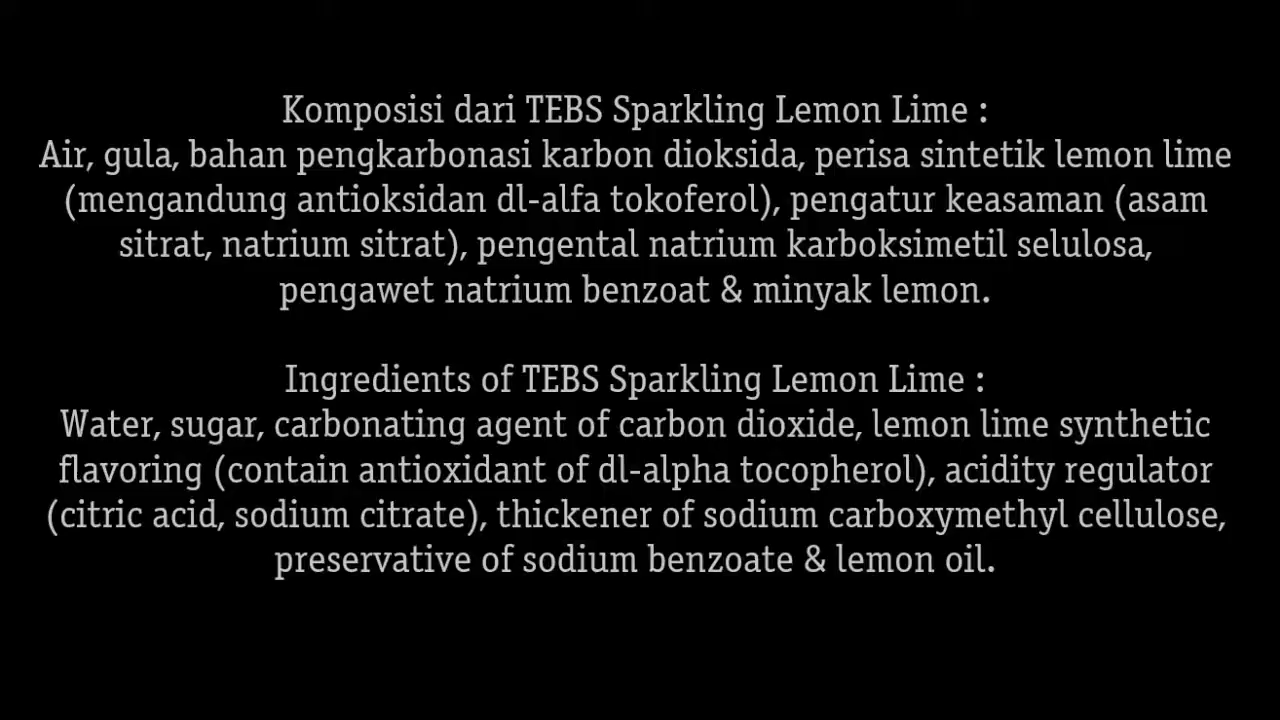 Komposisi dari TEBS Sparkling Lemon Lime :
Air, gula, bahan pengkarbonasi karbon dioksida, perisa sintetik lemon lime
(mengandung antioksidan dl-alfa tokoferol), pengatur keasaman (asam
sitrat, natrium sitrat), pengental natrium karboksimetil selulosa,
pengawet natrium benzoat & minyak lemon.
Ingredients of TEBS Sparkling Lemon Lime :
Water, sugar, carbonating agent of carbon dioxide, lemon lime synthetic
flavoring (contain antioxidant of dl-alpha tocopherol), acidity regulator
(citric acid, sodium citrate), thickener of sodium carboxymethyl cellulose,
preservative of sodium benzoate & lemon oil.